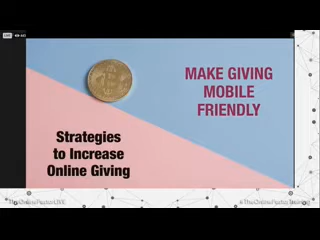 MAKE GIVING
MOBILE
FRIENDLY
Strategies
to Increase
Online Giving